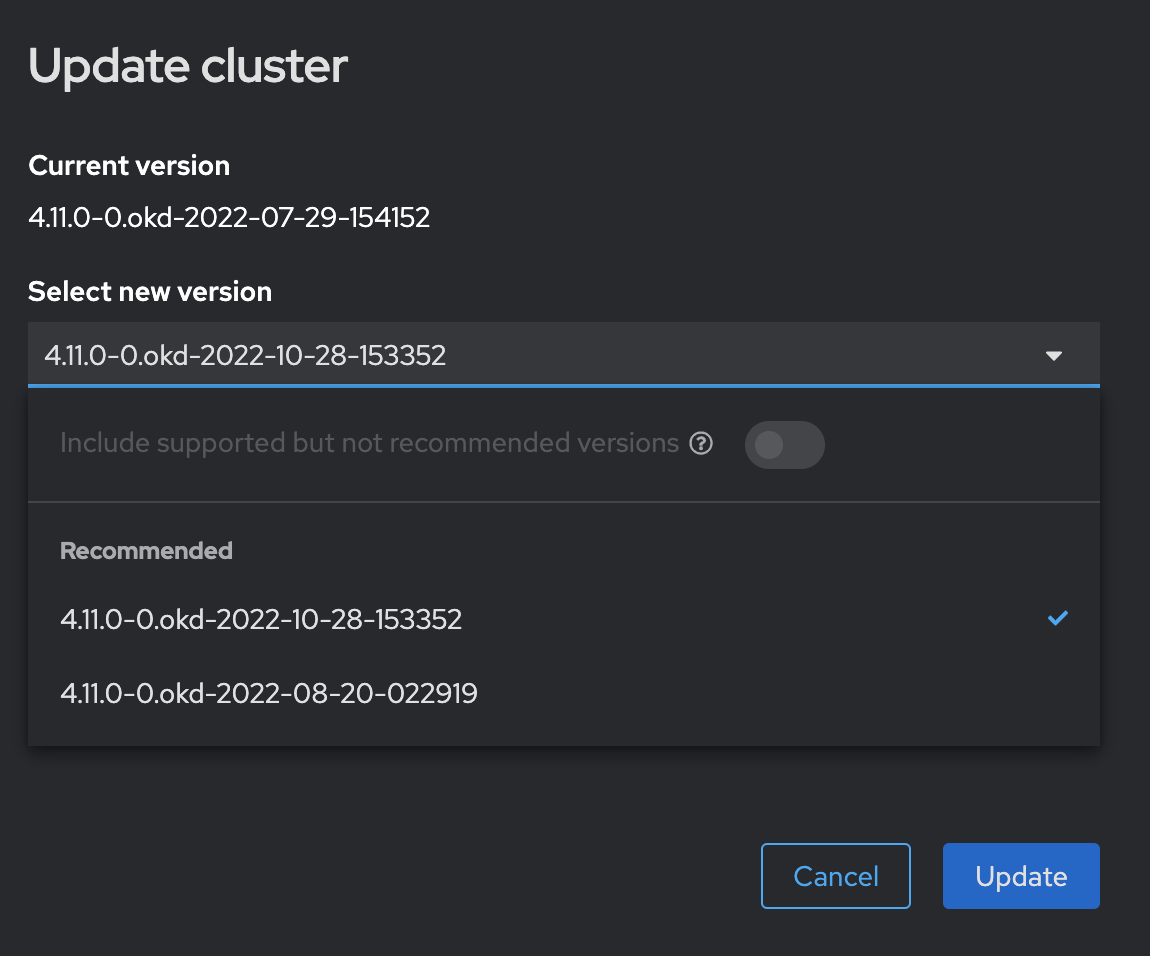 Update cluster
Current version
4.11.0-0.okd-2022-07-29-154152
Select new version
4.11.0-0.okd-2022-10-28-153352
Include supported but not recommended versions ?
Recommended
4.11.0-0.okd-2022-10-28-153352
4.11.0-0.okd-2022-08-20-022919
Cancel Update